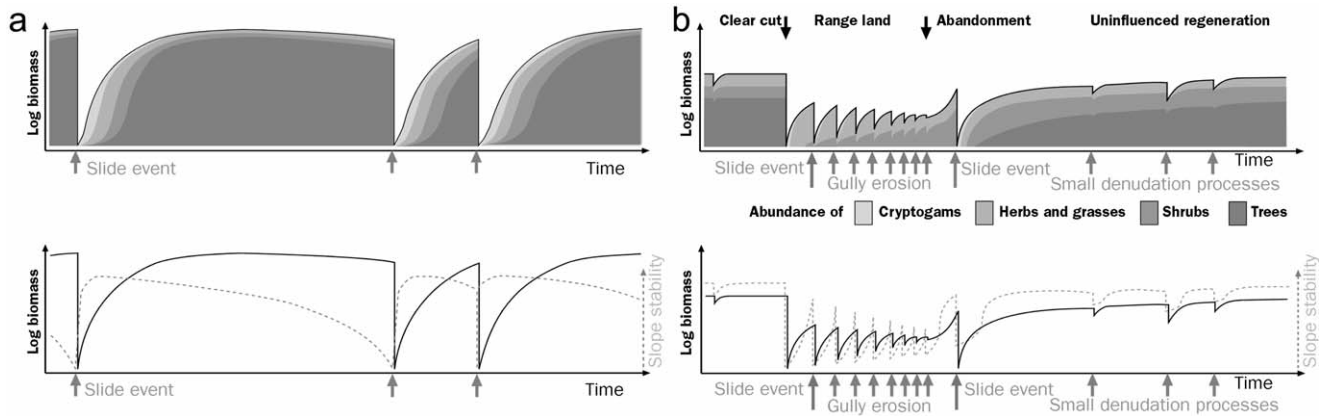 a
Log biomass
Slide event
Time
b
Clear cut
Range land
Abandonment
Uninfluenced regeneration
Log biomass
Time
Slide event
Gully erosion
Slide event
Small denudation processes
Abundance of Cryptogams Herbs and grasses Shrubs Trees
Log biomass
Slide event
Time
Slope stability
Log biomass
Time
Slide event
Gully erosion
Slide event
Small denudation processes
Slope stability